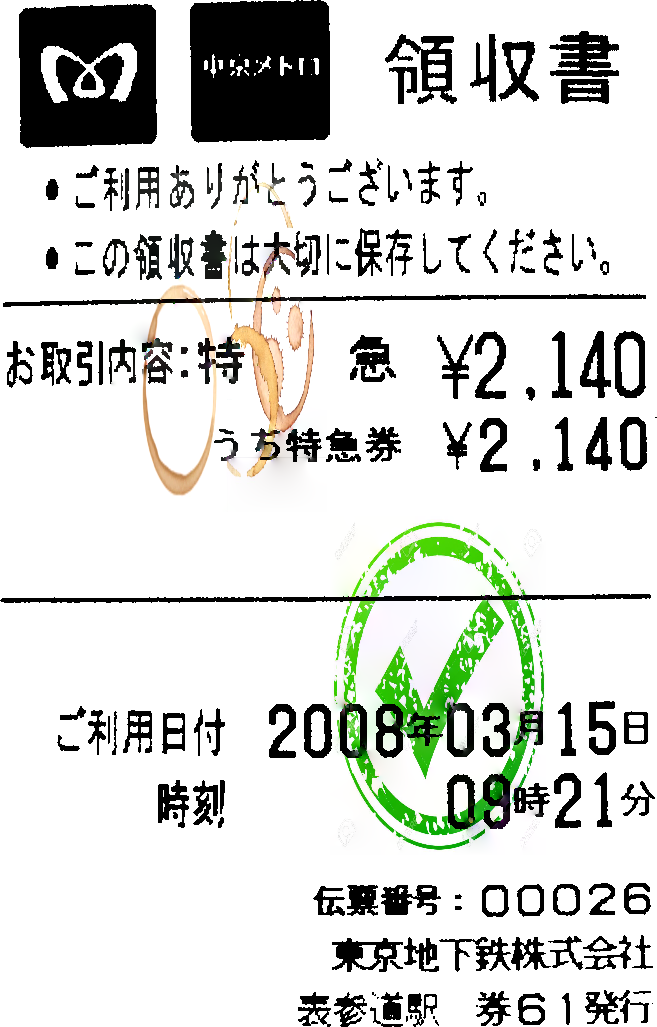 東京メトロ 領収書
●ご利用ありがとうございます。
●この領収書は大切に保存してください。
お取引内容:特 急 ¥2,140
うち特急券 ¥2,140
ご利用日付 2008年03月15日
時刻 09時21分
伝票番号:00026
東京地下鉄株式会社
表参道駅 券61発行